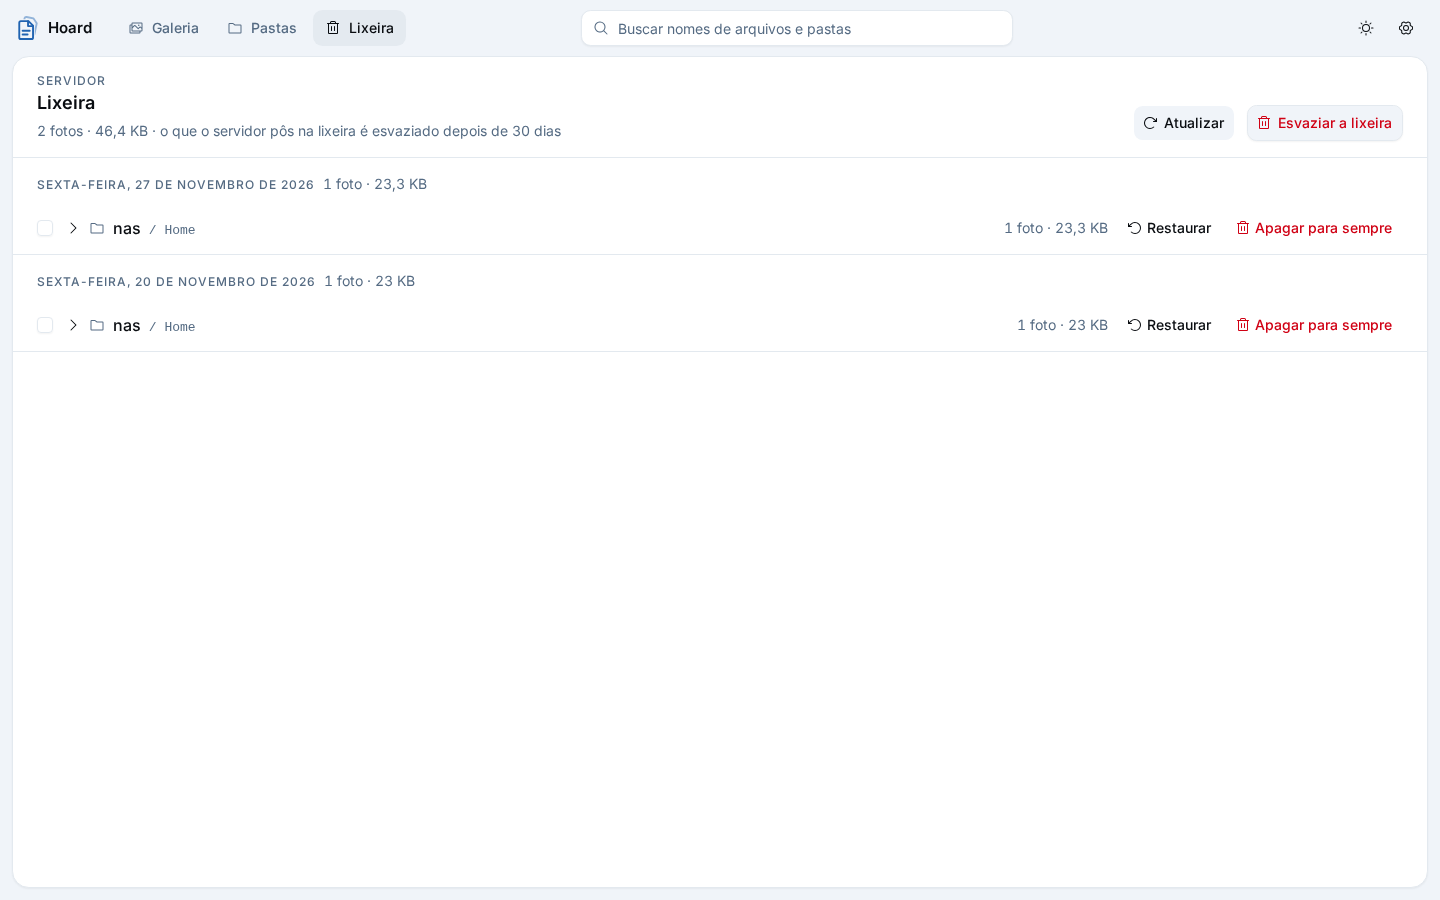 Hoard
Galeria
Pastas
Lixeira
Buscar nomes de arquivos e pastas
SERVIDOR
Lixeira
2 fotos · 46,4 KB · o que o servidor pôs na lixeira é esvaziado depois de 30 dias
Atualizar
Esvaziar a lixeira
SEXTA-FEIRA, 27 DE NOVEMBRO DE 2026 1 foto · 23,3 KB
nas / Home
1 foto · 23,3 KB
Restaurar
Apagar para sempre
SEXTA-FEIRA, 20 DE NOVEMBRO DE 2026 1 foto · 23 KB
nas / Home
1 foto · 23 KB
Restaurar
Apagar para sempre